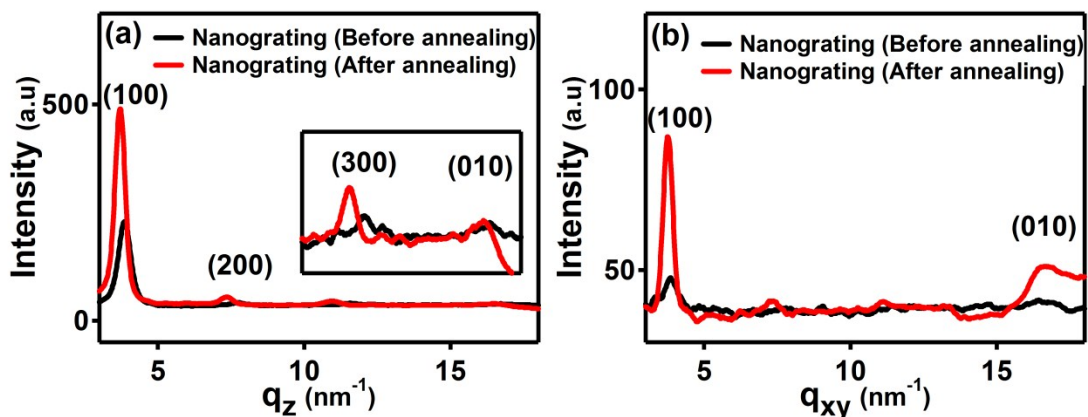 (a)
Nanograting (Before annealing)
Nanograting (After annealing)
(100)
(200)
(300)
(010)
500
0
5
10
15
Intensity (a.u)
qz (nm⁻¹)
(b)
Nanograting (Before annealing)
Nanograting (After annealing)
(100)
(010)
100
50
5
10
15
Intensity (a.u)
qxy (nm⁻¹)